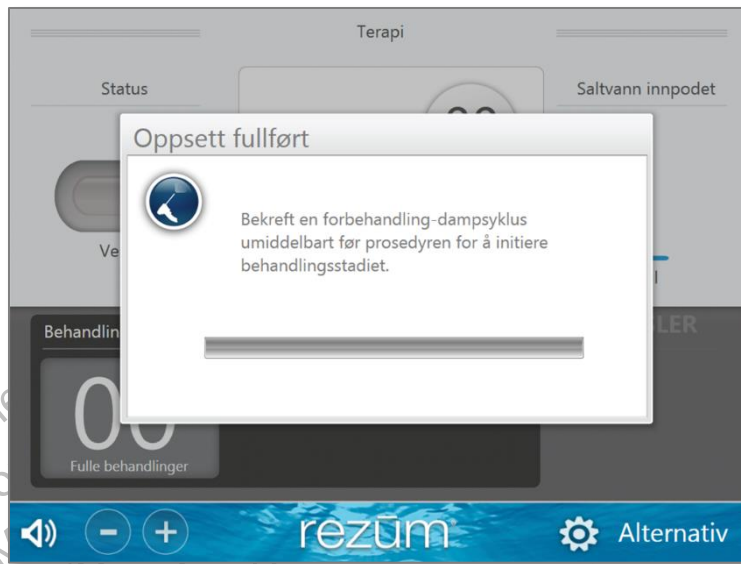 Terapi
Status
Saltvann innpodet
Oppsett fullført
Bekreft en forbehandling-dampsyklus
umiddelbart før prosedyren for å initiere
behandlingsstadiet.
Fulle behandlinger
rezūm
Alternativ